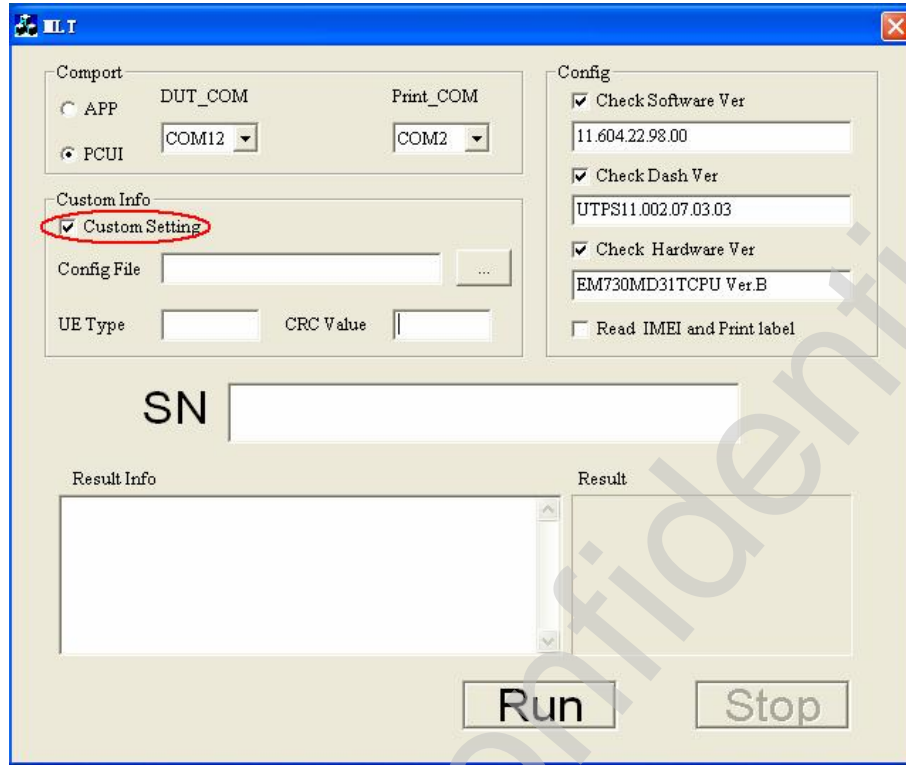 MLT
Comport
APP
DUT_COM
Print_COM
COM12
COM2
PCUI
Custom Info
Custom Setting
Config File
...
UE Type
CRC Value
Config
Check Software Ver
11.604.22.98.00
Check Dash Ver
UTPS11.002.07.03.03
Check Hardware Ver
EM730MD31TCPU Ver.B
Read IMEI and Print label
SN
Result Info
Result
Run
Stop
onfidenti